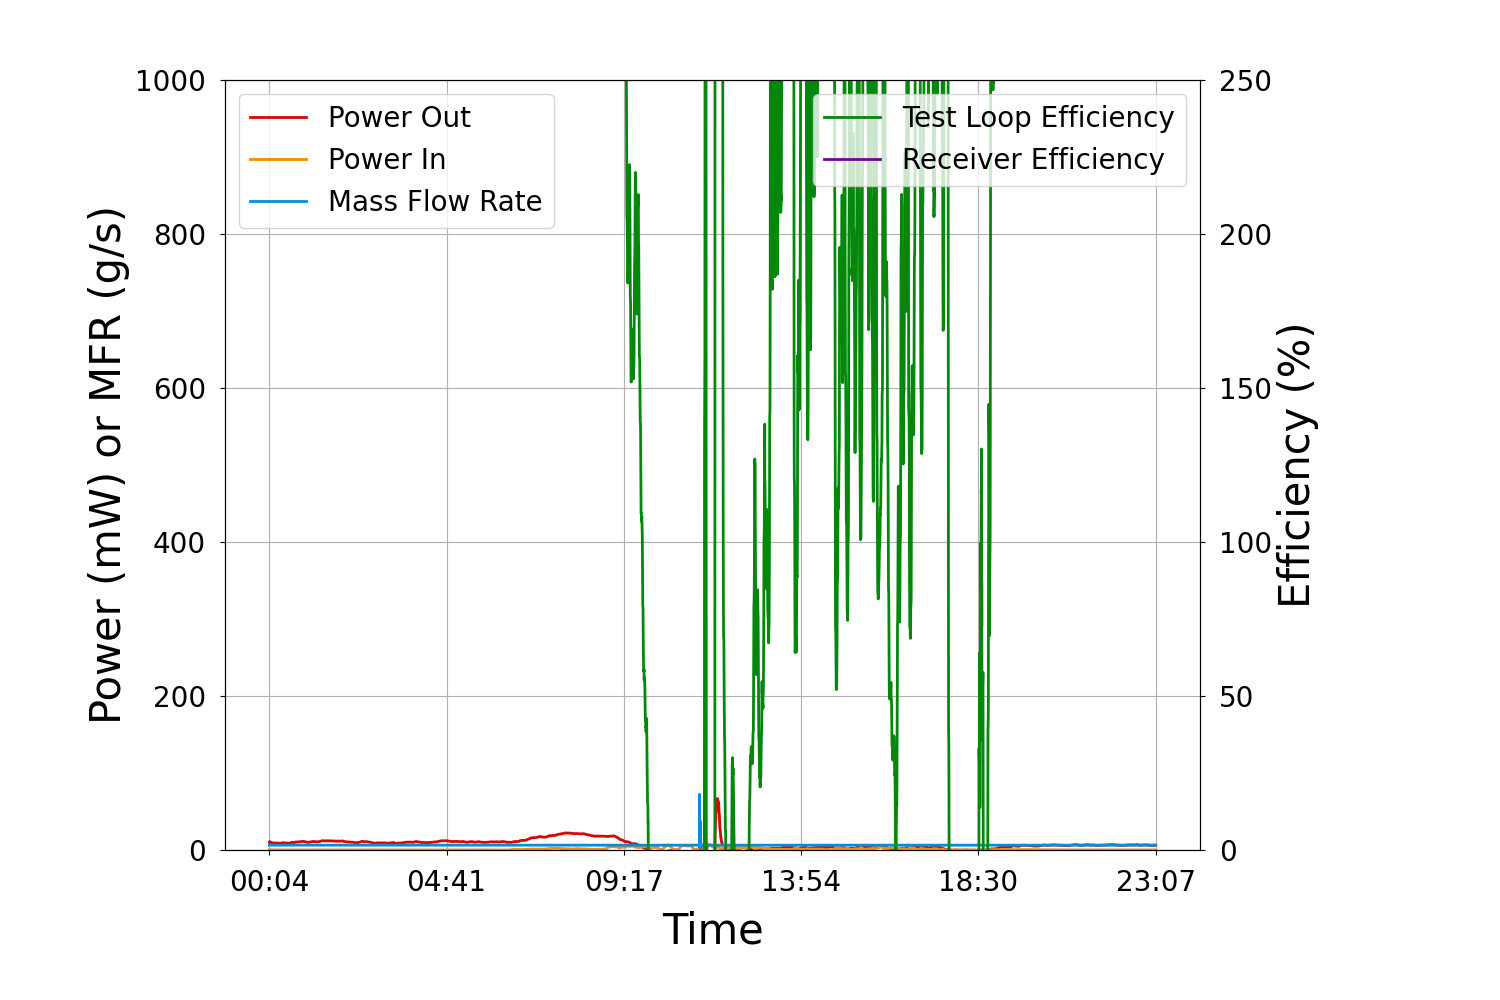 Power Out
Power In
Mass Flow Rate
Test Loop Efficiency
Receiver Efficiency
1000
800
600
400
200
0
Power (mW) or MFR (g/s)
250
200
150
100
50
0
Efficiency (%)
00:04
04:41
09:17
13:54
18:30
23:07
Time